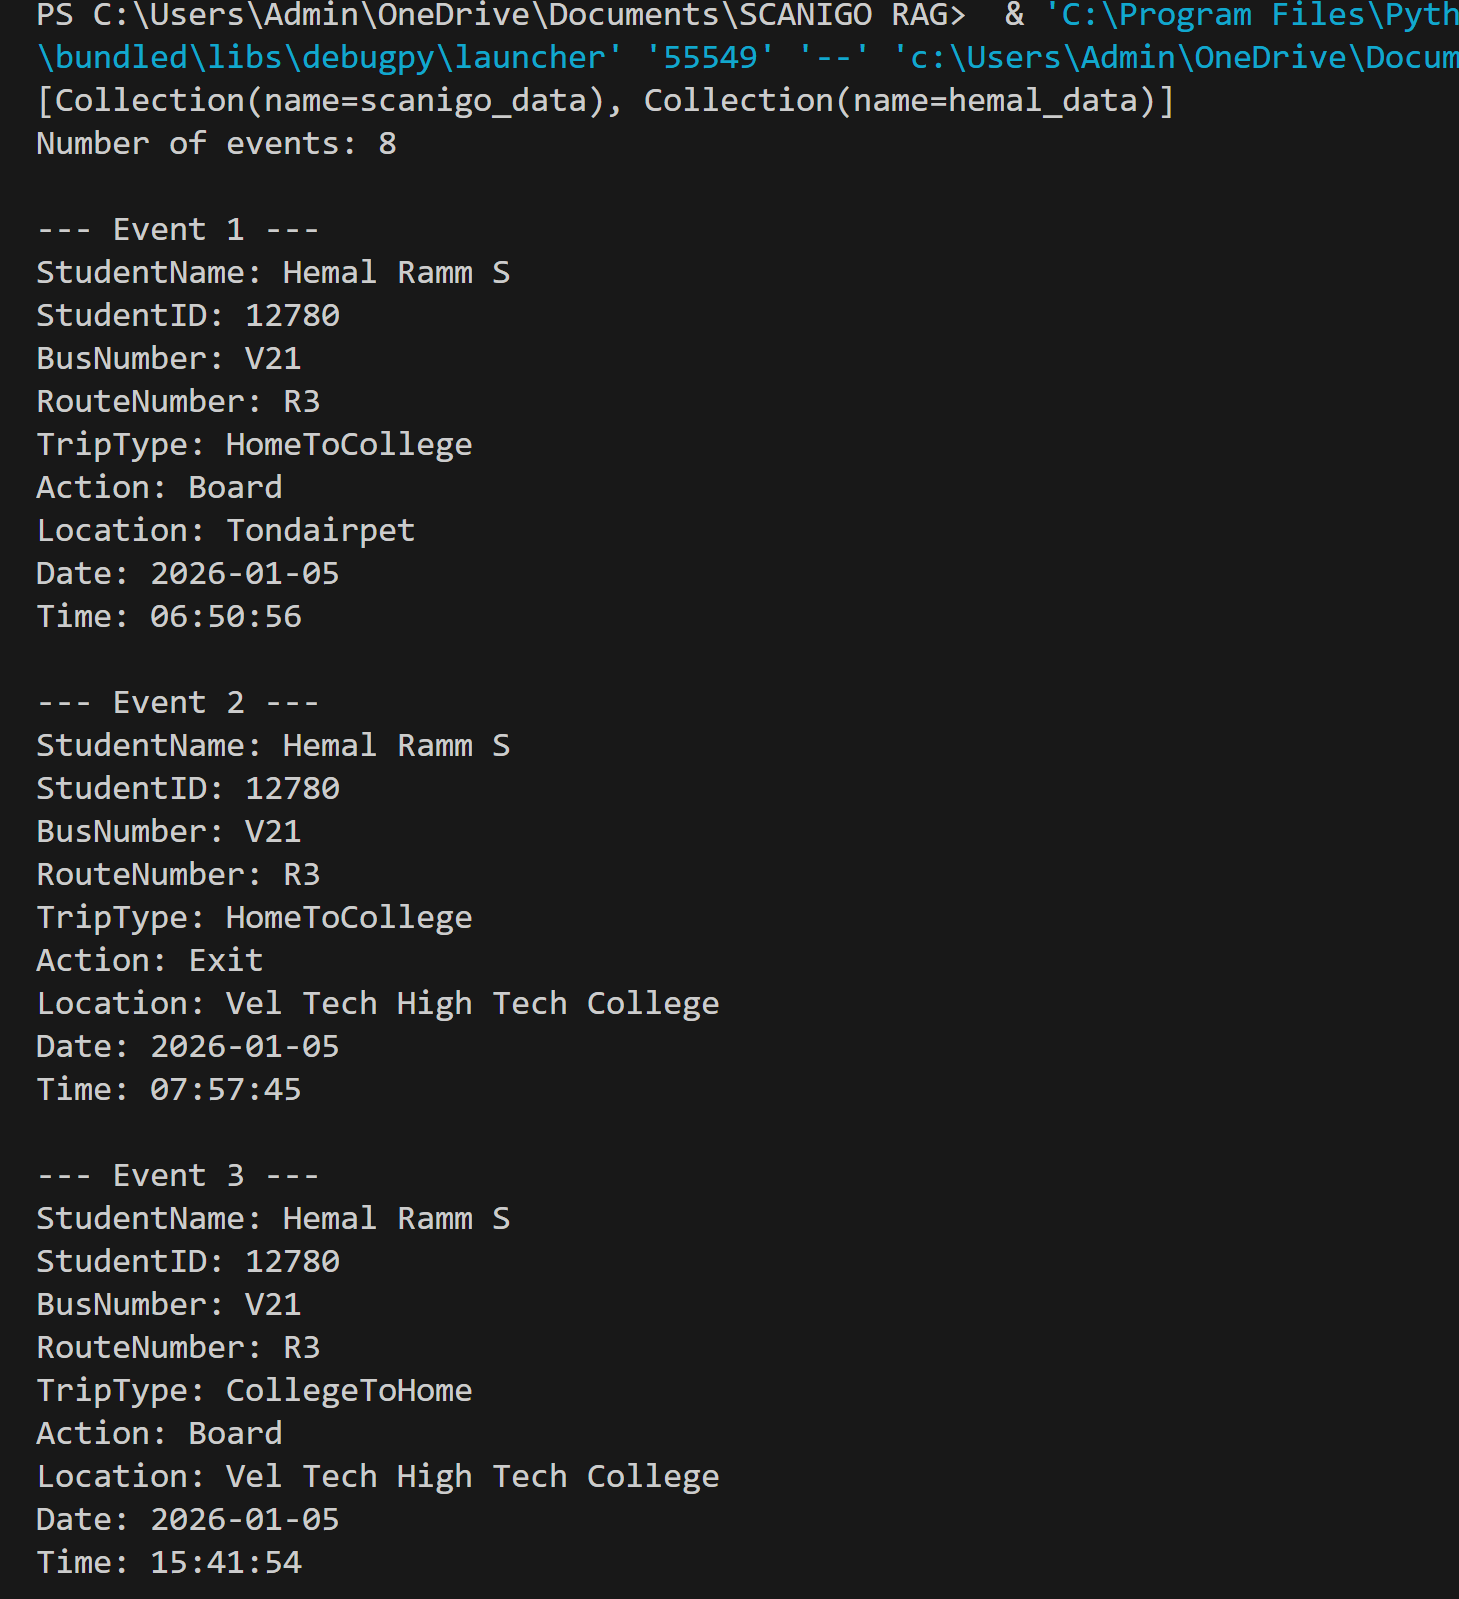 PS C:\Users\Admin\OneDrive\Documents\SCANIGO RAG>  & 'C:\Program Files\Pyth
\bundled\libs\debugpy\launcher' '55549' '--' 'c:\Users\Admin\OneDrive\Docum
[Collection(name=scanigo_data), Collection(name=hemal_data)]
Number of events: 8
--- Event 1 ---
StudentName: Hemal Ramm S
StudentID: 12780
BusNumber: V21
RouteNumber: R3
TripType: HomeToCollege
Action: Board
Location: Tondairpet
Date: 2026-01-05
Time: 06:50:56
--- Event 2 ---
StudentName: Hemal Ramm S
StudentID: 12780
BusNumber: V21
RouteNumber: R3
TripType: HomeToCollege
Action: Exit
Location: Vel Tech High Tech College
Date: 2026-01-05
Time: 07:57:45
--- Event 3 ---
StudentName: Hemal Ramm S
StudentID: 12780
BusNumber: V21
RouteNumber: R3
TripType: CollegeToHome
Action: Board
Location: Vel Tech High Tech College
Date: 2026-01-05
Time: 15:41:54